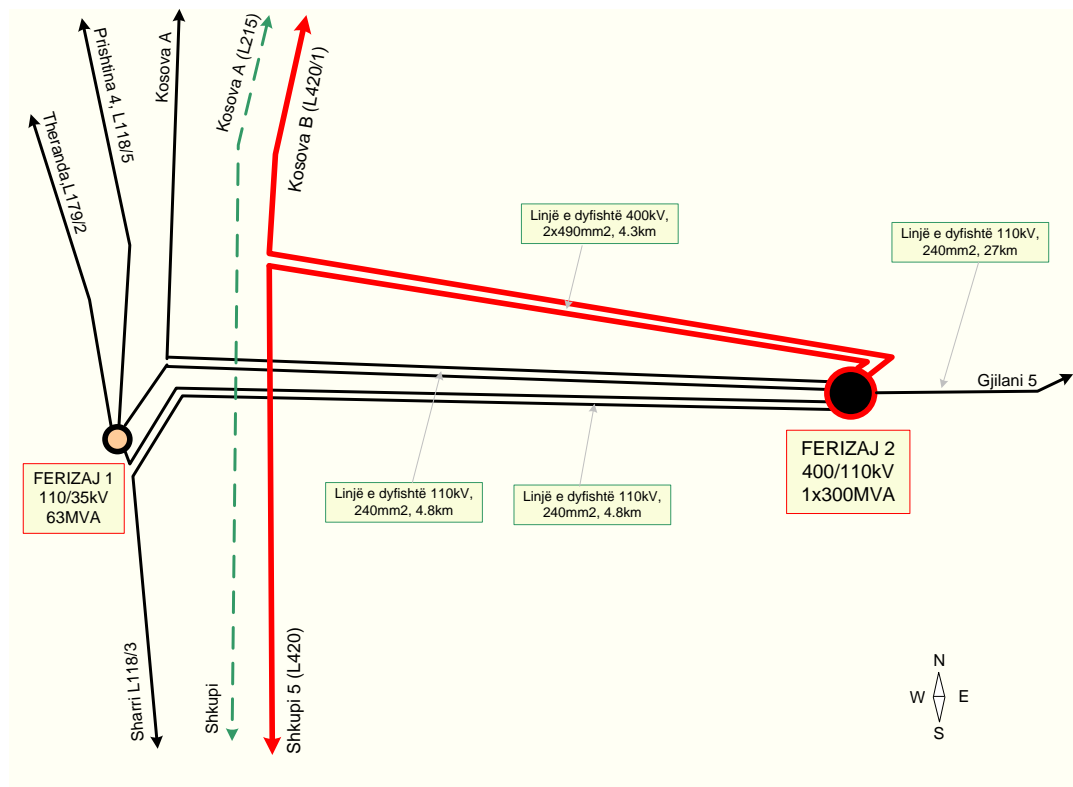 Prishtina 4, L118/5
Kosova A
Kosova A (L215)
Kosova B (L420/1)
Theranda,L179/2
Linjë e dyfishtë 400kV,
2x490mm2, 4.3km
Linjë e dyfishtë 110kV,
240mm2, 27km
Gjilani 5
FERIZAJ 1
110/35kV
63MVA
Linjë e dyfishtë 110kV,
240mm2, 4.8km
Linjë e dyfishtë 110kV,
240mm2, 4.8km
FERIZAJ 2
400/110kV
1x300MVA
Sharri L118/3
Shkupi
Shkupi 5 (L420)
N
W E
S